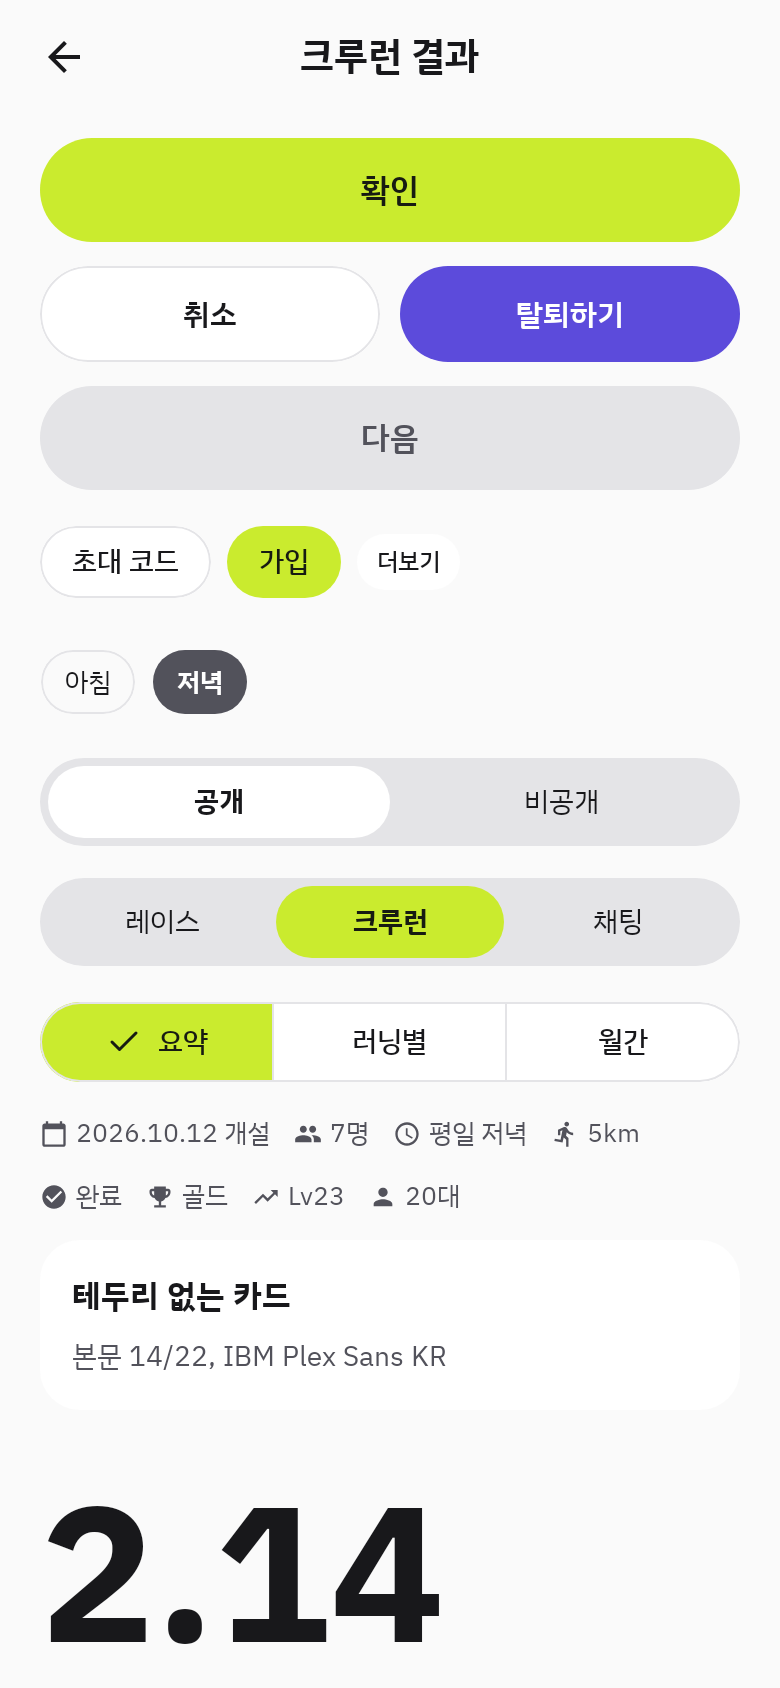 크루런 결과
확인
취소 탈퇴하기
다음
초대 코드 가입 더보기
아침 저녁
공개 비공개
레이스 크루런 채팅
요약 러닝별 월간
2026.10.12 개설 7명 평일 저녁 5km
완료 골드 Lv23 20대
테두리 없는 카드
본문 14/22, IBM Plex Sans KR
2.14